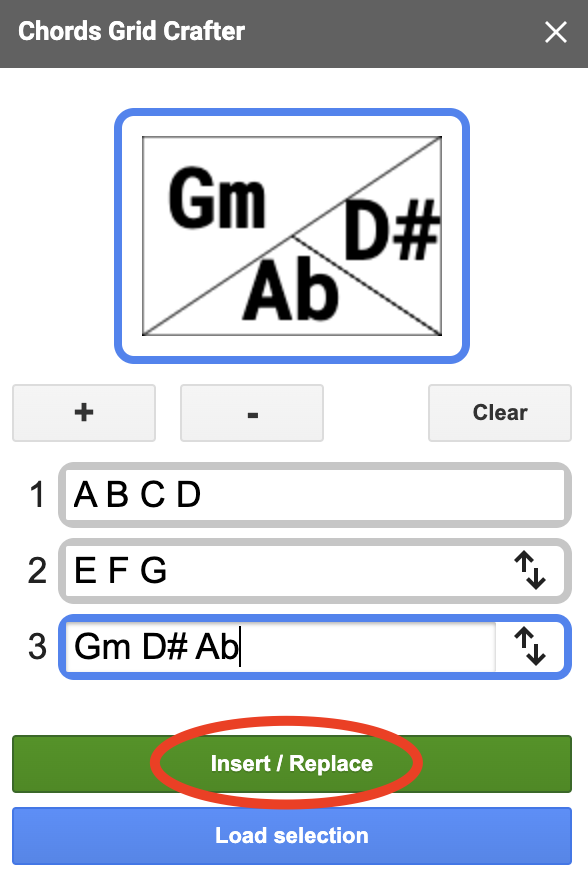 Chords Grid Crafter
Gm
D#
Ab
+ - Clear
1 A B C D
2 E F G
3 Gm D# Ab
Insert / Replace
Load selection